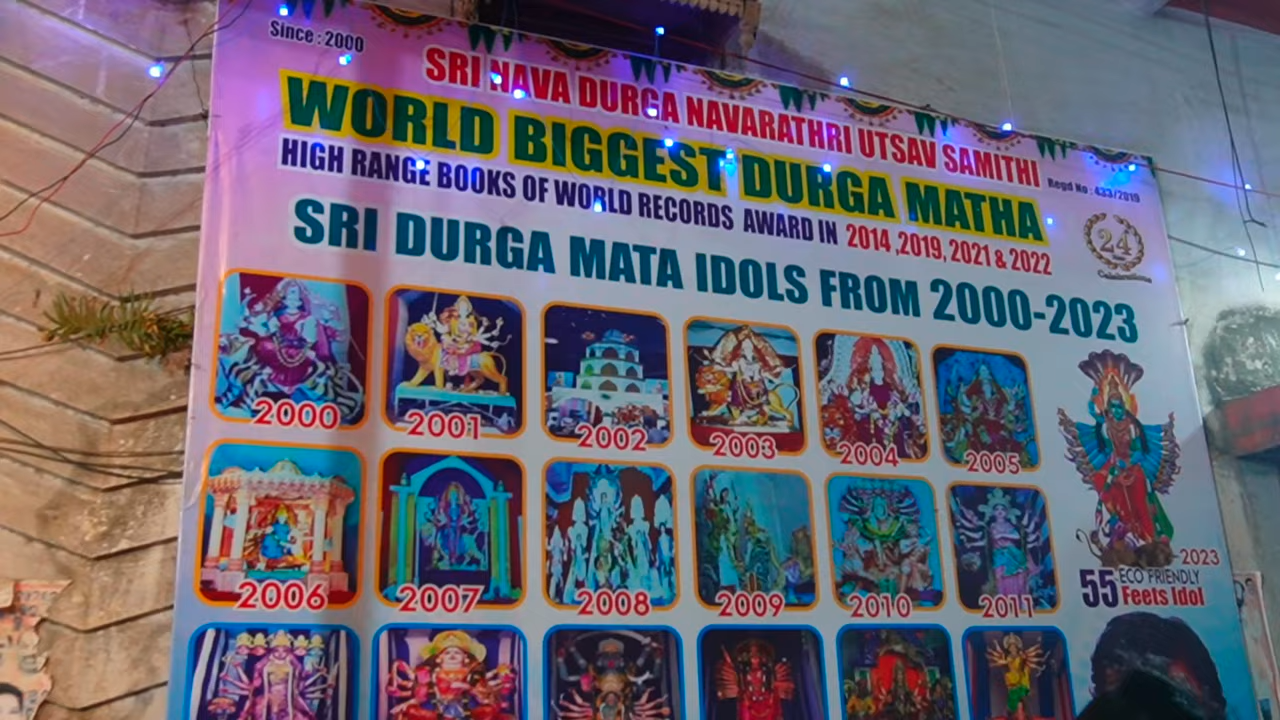 Since : 2000
SRI NAVA DURGA NAVARATHRI UTSAV SAMITHI
Regd No : 433/2019
WORLD BIGGEST DURGA MATHA
HIGH RANGE BOOKS OF WORLD RECORDS AWARD IN 2014 ,2019, 2021 & 2022
24
SRI DURGA MATA IDOLS FROM 2000-2023
2000
2001
2002
2003
2004
2005
2006
2007
2008
2009
2010
2011
2023
55 ECO FRIENDLY
Feets Idol